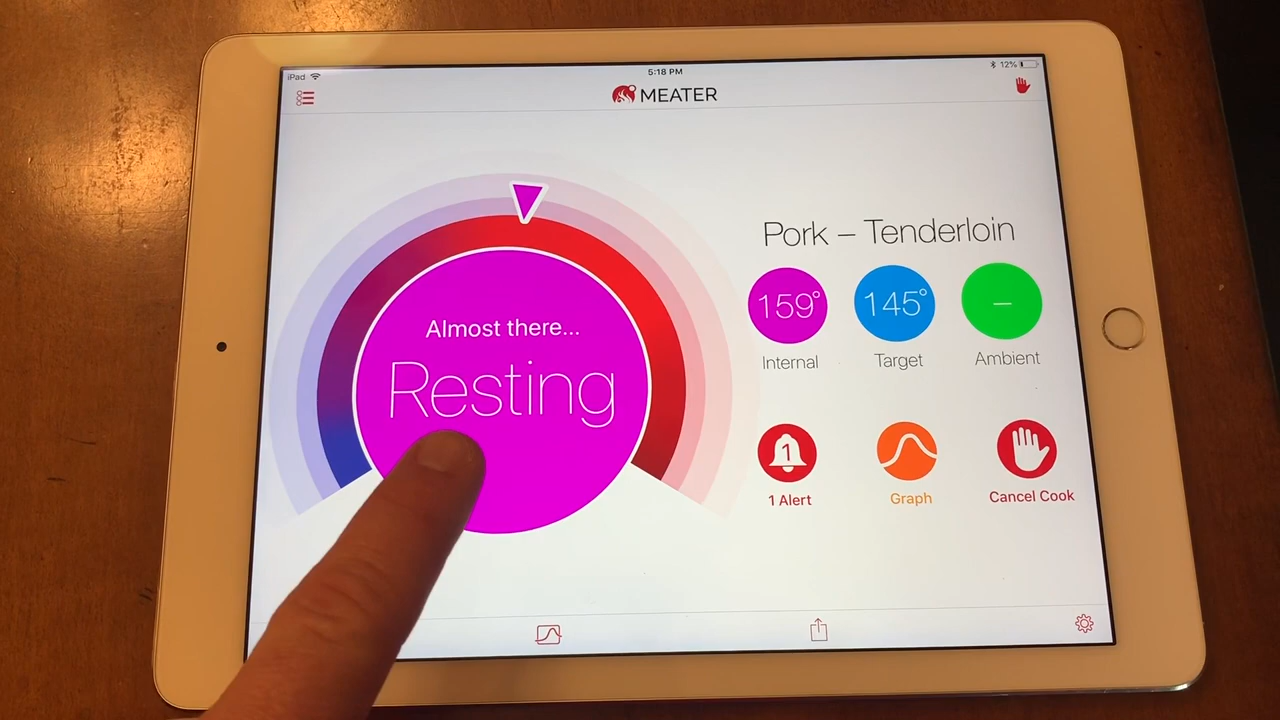 iPad
5:18 PM
12%
MEATER
Pork – Tenderloin
Almost there...
Resting
159°
145°
–
Internal
Target
Ambient
1
1 Alert
Graph
Cancel Cook